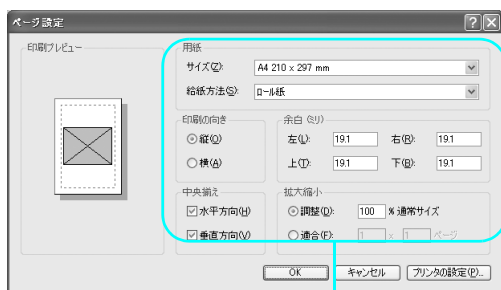 ページ設定
印刷プレビュー
用紙
サイズ(Z): A4 210 x 297 mm
給紙方法(S): ロール紙
印刷の向き
縦(O)
横(A)
余白 (ミリ)
左(L): 19.1 右(R): 19.1
上(T): 19.1 下(B): 19.1
中央揃え
水平方向(H)
垂直方向(V)
拡大縮小
調整(D): 100 % 通常サイズ
適合(F): 1 x 1 ページ
OK キャンセル プリンタの設定(P)...